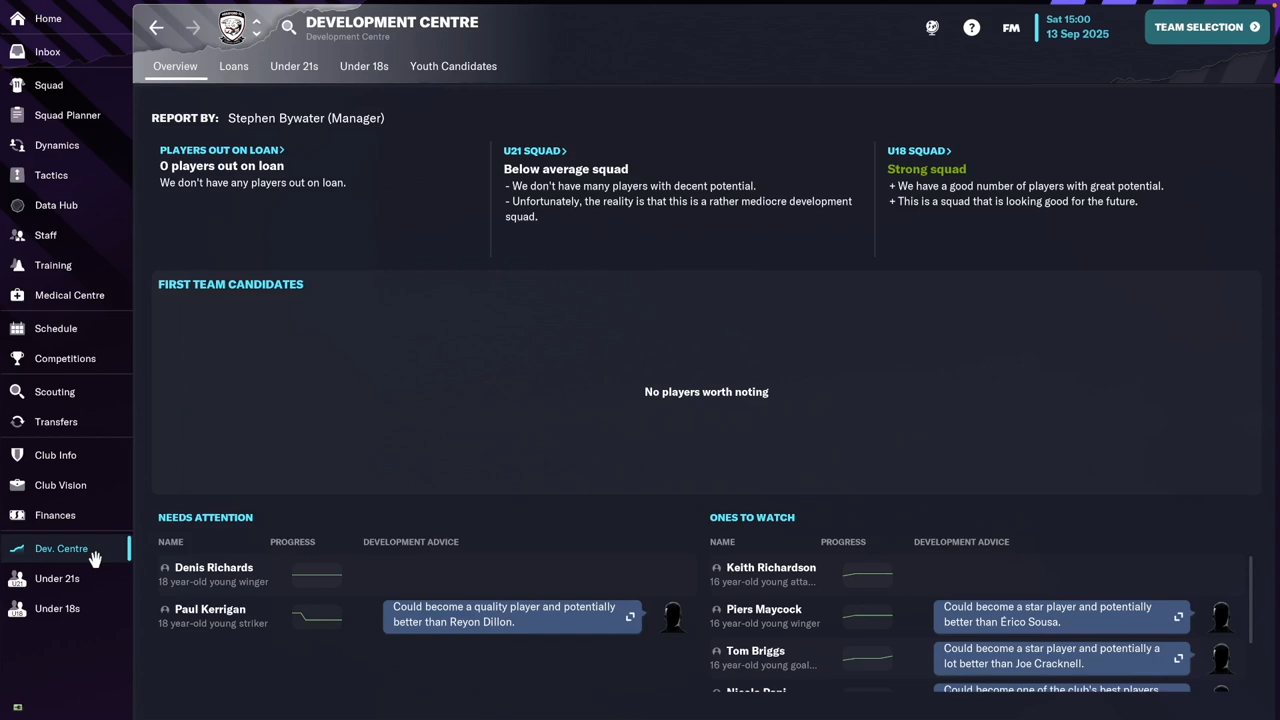 Home
Inbox
Squad
Squad Planner
Dynamics
Tactics
Data Hub
Staff
Training
Medical Centre
Schedule
Competitions
Scouting
Transfers
Club Info
Club Vision
Finances
Dev. Centre
Under 21s
Under 18s
DEVELOPMENT CENTRE
Development Centre
FM
Sat 15:00
13 Sep 2025
TEAM SELECTION
Overview
Loans
Under 21s
Under 18s
Youth Candidates
REPORT BY: Stephen Bywater (Manager)
PLAYERS OUT ON LOAN>
0 players out on loan
We don't have any players out on loan.
U21 SQUAD>
Below average squad
- We don't have many players with decent potential.
- Unfortunately, the reality is that this is a rather mediocre development
squad.
U18 SQUAD>
Strong squad
+ We have a good number of players with great potential.
+ This is a squad that is looking good for the future.
FIRST TEAM CANDIDATES
No players worth noting
NEEDS ATTENTION
NAME PROGRESS DEVELOPMENT ADVICE
Denis Richards
18 year-old young winger
Paul Kerrigan
18 year-old young striker
Could become a quality player and potentially
better than Reyon Dillon.
ONES TO WATCH
NAME PROGRESS DEVELOPMENT ADVICE
Keith Richardson
16 year-old young atta...
Piers Maycock
16 year-old young winger
Could become a star player and potentially
better than Érico Sousa.
Tom Briggs
16 year-old young goal...
Could become a star player and potentially a
lot better than Joe Cracknell.
Could become one of the club's best players